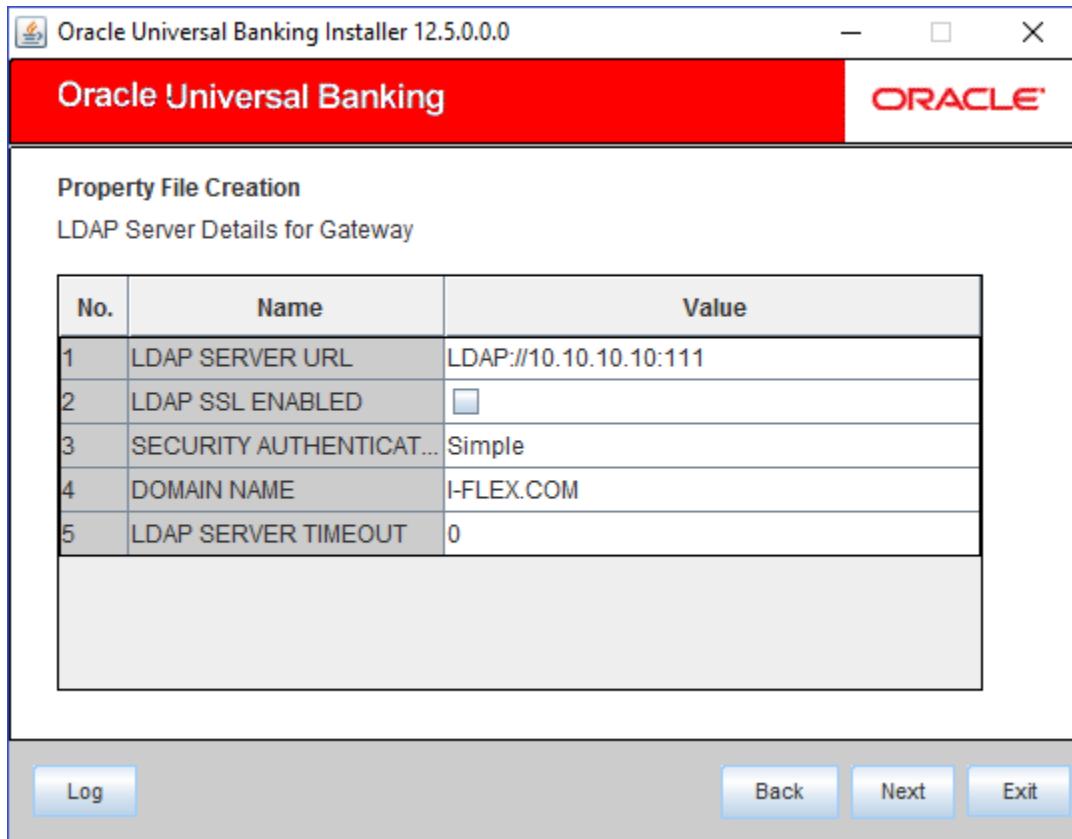 Oracle Universal Banking Installer 12.5.0.0.0
Oracle Universal Banking
ORACLE
Property File Creation
LDAP Server Details for Gateway
No. Name Value
1 LDAP SERVER URL LDAP://10.10.10.10:111
2 LDAP SSL ENABLED
3 SECURITY AUTHENTICAT... Simple
4 DOMAIN NAME I-FLEX.COM
5 LDAP SERVER TIMEOUT 0
Log Back Next Exit